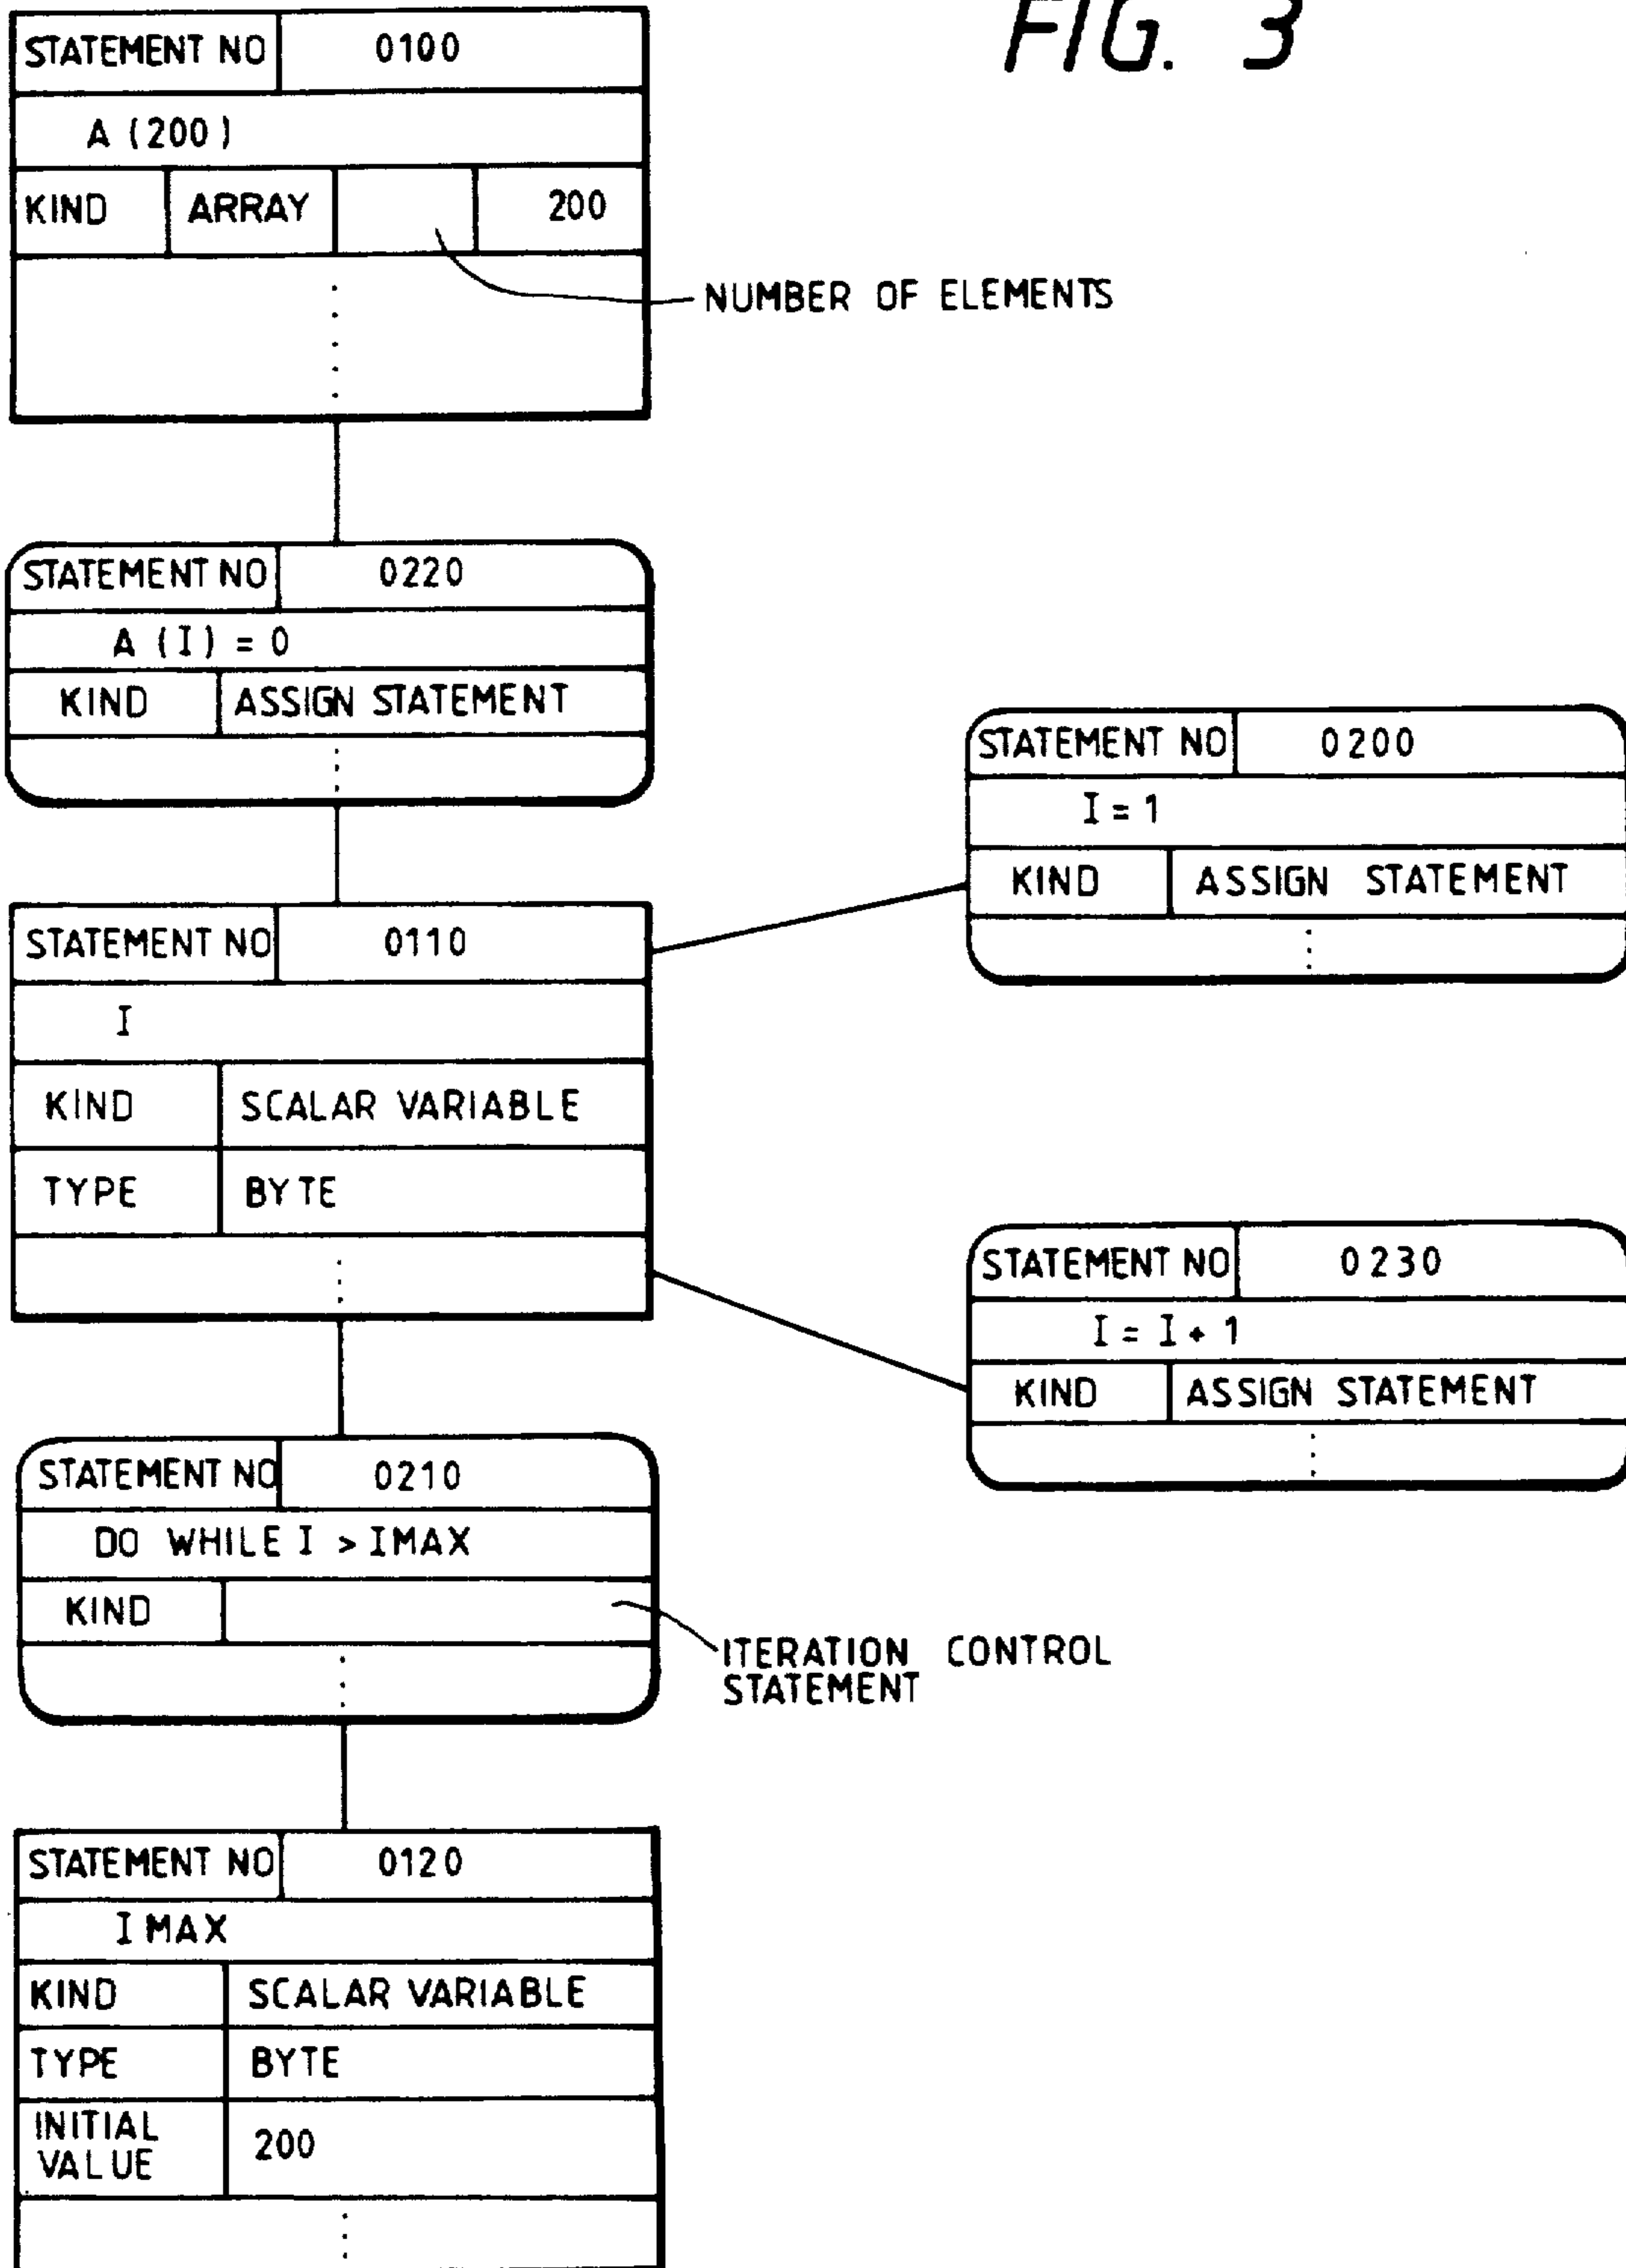 FIG. 3
STATEMENT NO 0100
A (200)
KIND ARRAY 200
NUMBER OF ELEMENTS
STATEMENT NO 0220
A (I) = 0
KIND ASSIGN STATEMENT
STATEMENT NO 0200
I = 1
KIND ASSIGN STATEMENT
STATEMENT NO 0110
I
KIND SCALAR VARIABLE
TYPE BYTE
STATEMENT NO 0230
I = I + 1
KIND ASSIGN STATEMENT
STATEMENT NO 0210
DO WHILE I > IMAX
KIND
ITERATION CONTROL
STATEMENT
STATEMENT NO 0120
IMAX
KIND SCALAR VARIABLE
TYPE BYTE
INITIAL
VALUE 200